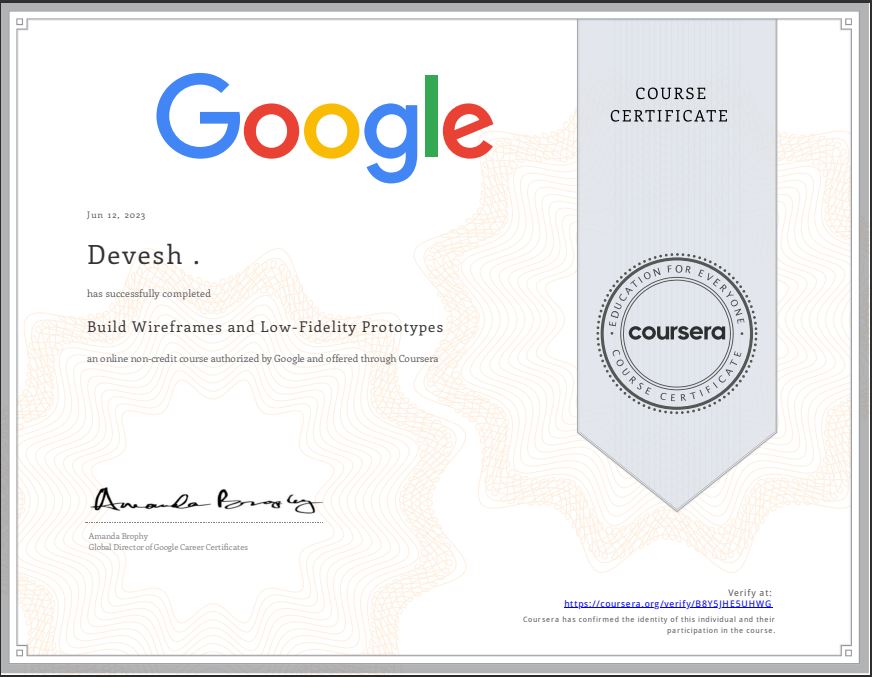 Google
COURSE
CERTIFICATE
Jun 12, 2023
Devesh .
has successfully completed
Build Wireframes and Low-Fidelity Prototypes
an online non-credit course authorized by Google and offered through Coursera
EDUCATION FOR EVERYONE
coursera
COURSE CERTIFICATE
Amanda Brophy
Amanda Brophy
Global Director of Google Career Certificates
Verify at:
https://coursera.org/verify/B8Y5JHE5UHWG
Coursera has confirmed the identity of this individual and their
participation in the course.